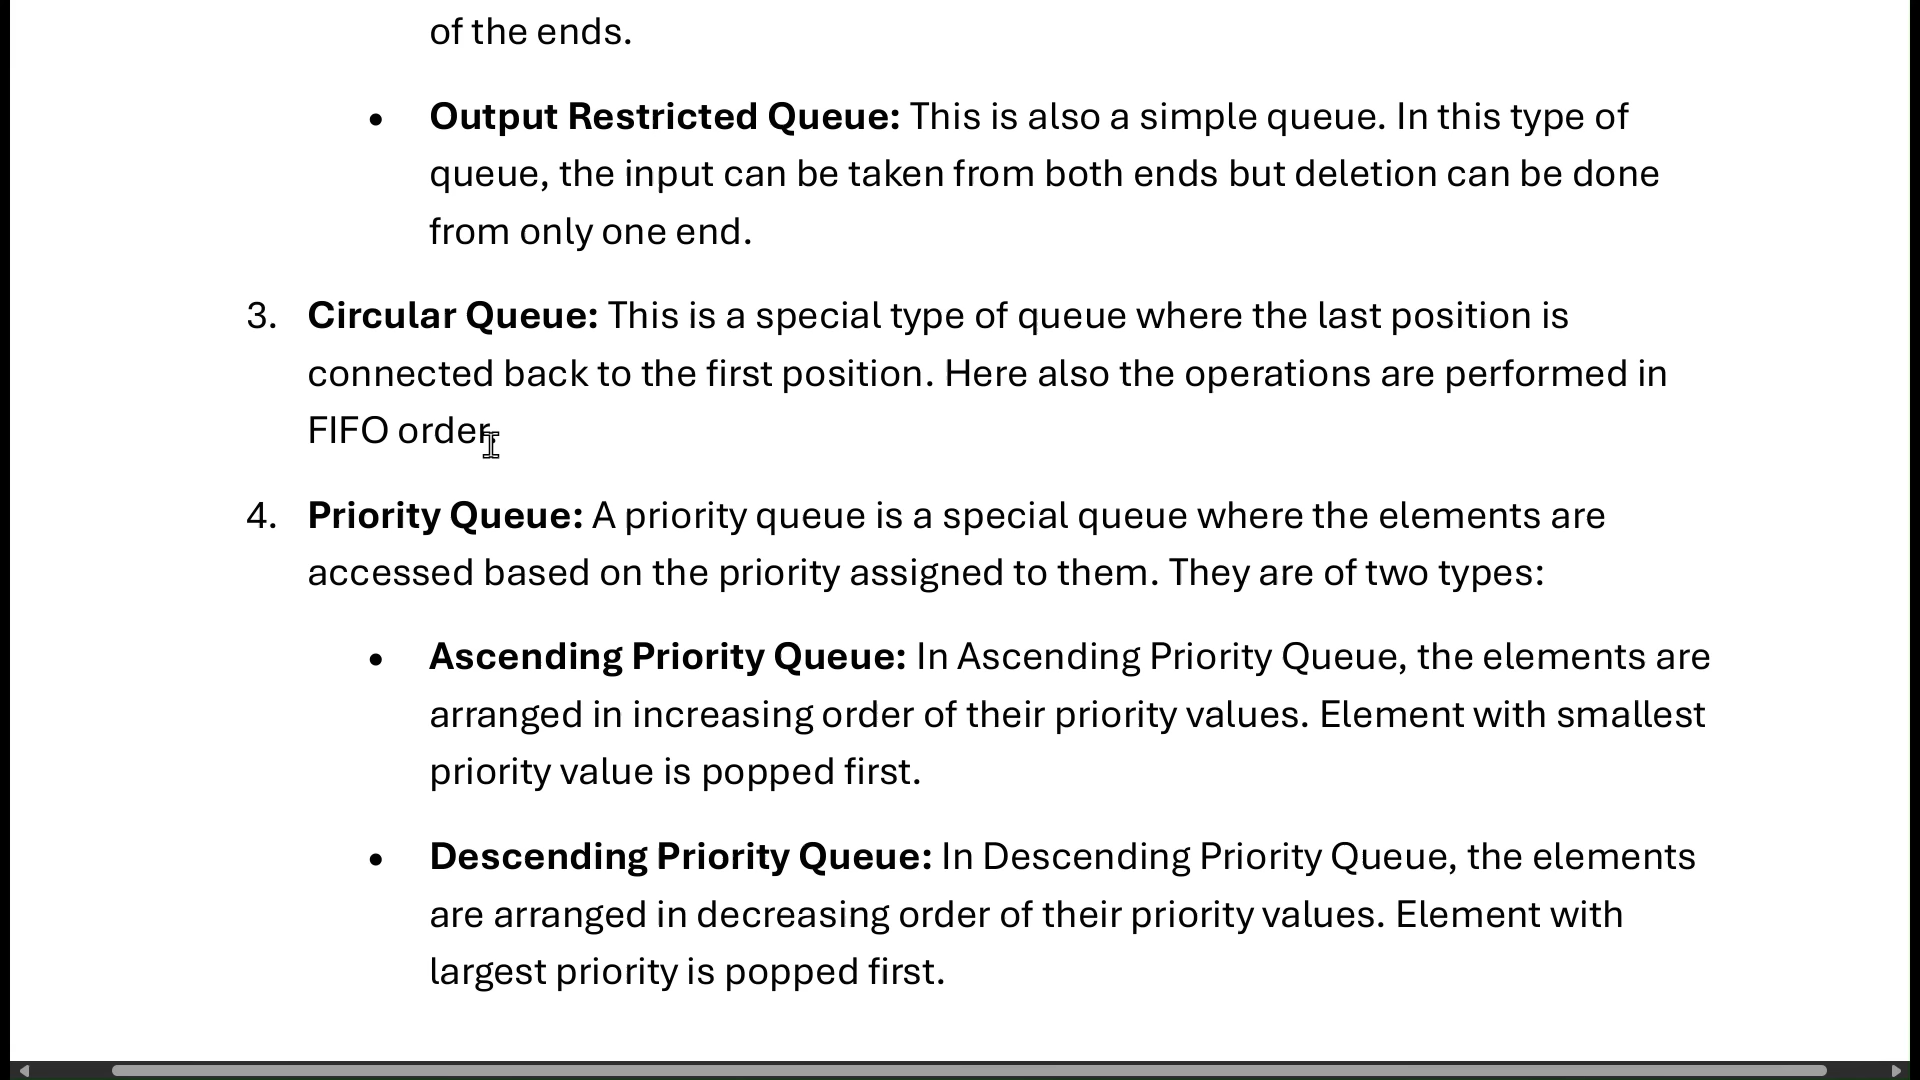 of the ends.
• Output Restricted Queue: This is also a simple queue. In this type of
queue, the input can be taken from both ends but deletion can be done
from only one end.
3. Circular Queue: This is a special type of queue where the last position is
connected back to the first position. Here also the operations are performed in
FIFO order.
4. Priority Queue: A priority queue is a special queue where the elements are
accessed based on the priority assigned to them. They are of two types:
• Ascending Priority Queue: In Ascending Priority Queue, the elements are
arranged in increasing order of their priority values. Element with smallest
priority value is popped first.
• Descending Priority Queue: In Descending Priority Queue, the elements
are arranged in decreasing order of their priority values. Element with
largest priority is popped first.